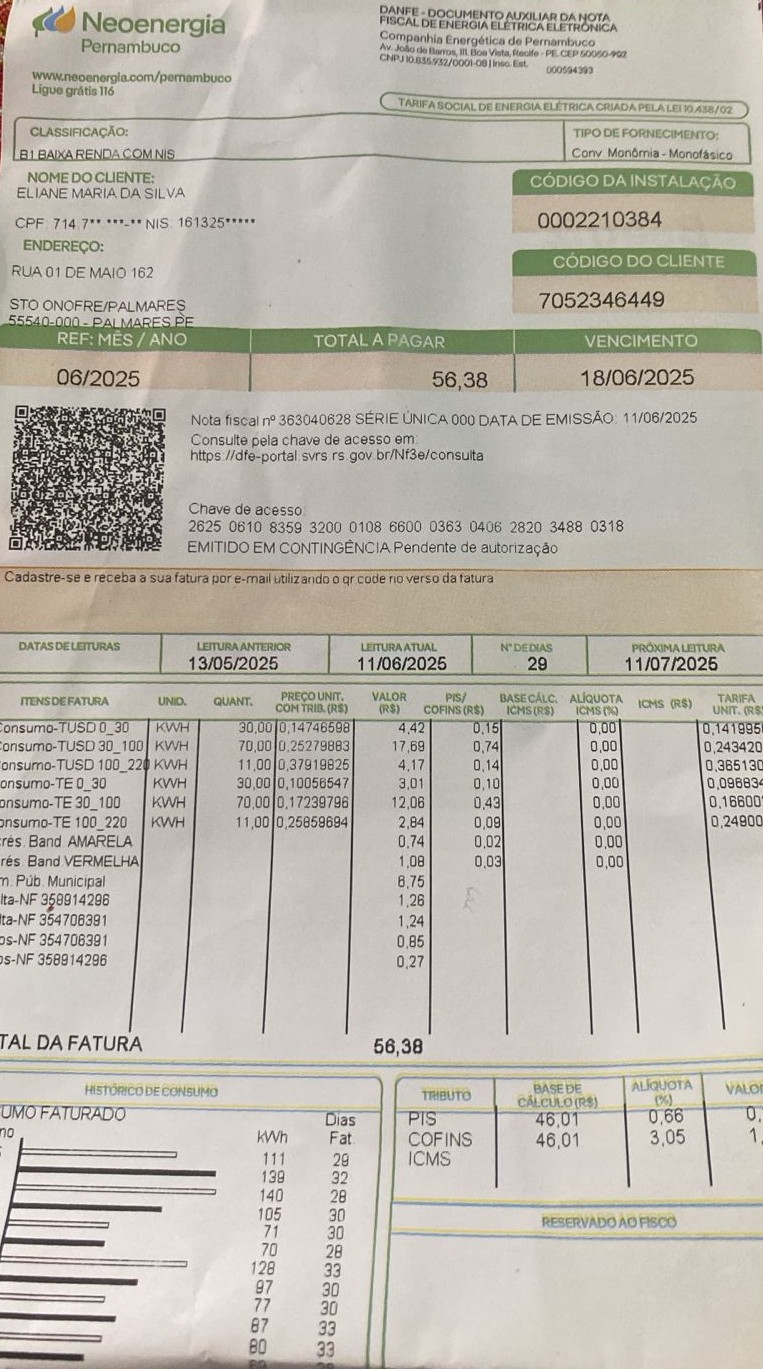 Neoenergia
Pernambuco
www.neoenergia.com/pernambuco
Ligue grátis 116
DANFE - DOCUMENTO AUXILIAR DA NOTA
FISCAL DE ENERGIA ELÉTRICA ELETRÔNICA
Companhia Energética de Pernambuco
Av. João de Barros, 111, Boa Vista, Recife - PE, CEP 50050-902
CNPJ 10.835.932/0001-08 | Insc. Est.
000594393
TARIFA SOCIAL DE ENERGIA ELÉTRICA CRIADA PELA LEI 10.438/02
CLASSIFICAÇÃO:
B1 BAIXA RENDA COM NIS
TIPO DE FORNECIMENTO:
Conv. Monômia - Monofásico
NOME DO CLIENTE:
ELIANE MARIA DA SILVA
CPF: 714.7** ***-** NIS: 161325*****
ENDEREÇO:
RUA 01 DE MAIO 162
STO ONOFRE/PALMARES
55540-000 - PALMARES PE
CÓDIGO DA INSTALAÇÃO
0002210384
CÓDIGO DO CLIENTE
7052346449
REF: MÊS / ANO TOTAL A PAGAR VENCIMENTO
06/2025 56,38 18/06/2025
Nota fiscal nº 363040628 SÉRIE ÚNICA 000 DATA DE EMISSÃO: 11/06/2025
Consulte pela chave de acesso em:
https://dfe-portal.svrs.rs.gov.br/Nf3e/consulta
Chave de acesso:
2625 0610 8359 3200 0108 6600 0363 0406 2820 3488 0318
EMITIDO EM CONTINGÊNCIA Pendente de autorização
Cadastre-se e receba a sua fatura por e-mail utilizando o qr code no verso da fatura
DATAS DE LEITURAS LEITURA ANTERIOR LEITURA ATUAL Nº DE DIAS PRÓXIMA LEITURA
13/05/2025 11/06/2025 29 11/07/2025
ITENS DE FATURA UNID. QUANT. PREÇO UNIT. COM TRIB. (R$) VALOR (R$) PIS/ COFINS (R$) BASE CÁLC. ICMS (R$) ALÍQUOTA ICMS (%) ICMS (R$) TARIFA UNIT. (R$
onsumo-TUSD 0_30 KWH 30,00 0,14746598 4,42 0,15 0,00 0,141995
onsumo-TUSD 30_100 KWH 70,00 0,25279883 17,69 0,74 0,00 0,243420
onsumo-TUSD 100_220 KWH 11,00 0,37919825 4,17 0,14 0,00 0,365130
onsumo-TE 0_30 KWH 30,00 0,10056547 3,01 0,10 0,00 0,096834
onsumo-TE 30_100 KWH 70,00 0,17239796 12,06 0,43 0,00 0,16600
onsumo-TE 100_220 KWH 11,00 0,25859694 2,84 0,09 0,00 0,24900
rés. Band. AMARELA 0,74 0,02 0,00
rés. Band. VERMELHA 1,08 0,03 0,00
m. Púb. Municipal 8,75
lta-NF 358914296 1,26
lta-NF 354706391 1,24
os-NF 354706391 0,85
os-NF 358914296 0,27
TAL DA FATURA 56,38
HISTÓRICO DE CONSUMO
UMO FATURADO
kWh Dias Fat.
111 29
139 32
140 28
105 30
71 30
70 28
128 33
97 30
77 30
87 33
80 33
TRIBUTO BASE DE CÁLCULO (R$) ALÍQUOTA (%) VALO
PIS 46,01 0,66 0,
COFINS 46,01 3,05 1,
ICMS
RESERVADO AO FISCO